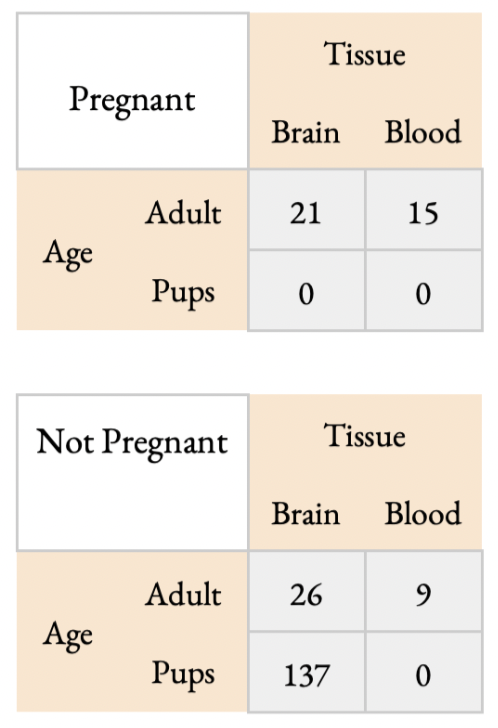 Tissue
Pregnant
Brain Blood
Adult 21 15
Age
Pups 0 0
Tissue
Not Pregnant
Brain Blood
Adult 26 9
Age
Pups 137 0